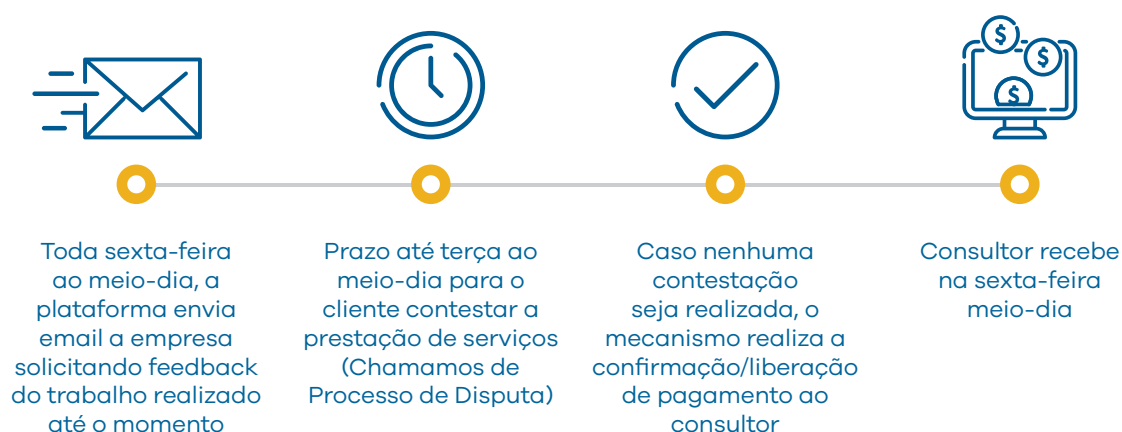 $
$
$
Toda sexta-feira
ao meio-dia, a
plataforma envia
email a empresa
solicitando feedback
do trabalho realizado
até o momento
Prazo até terça ao
meio-dia para o
cliente contestar a
prestação de serviços
(Chamamos de
Processo de Disputa)
Caso nenhuma
contestação
seja realizada, o
mecanismo realiza a
confirmação/liberação
de pagamento ao
consultor
Consultor recebe
na sexta-feira
meio-dia